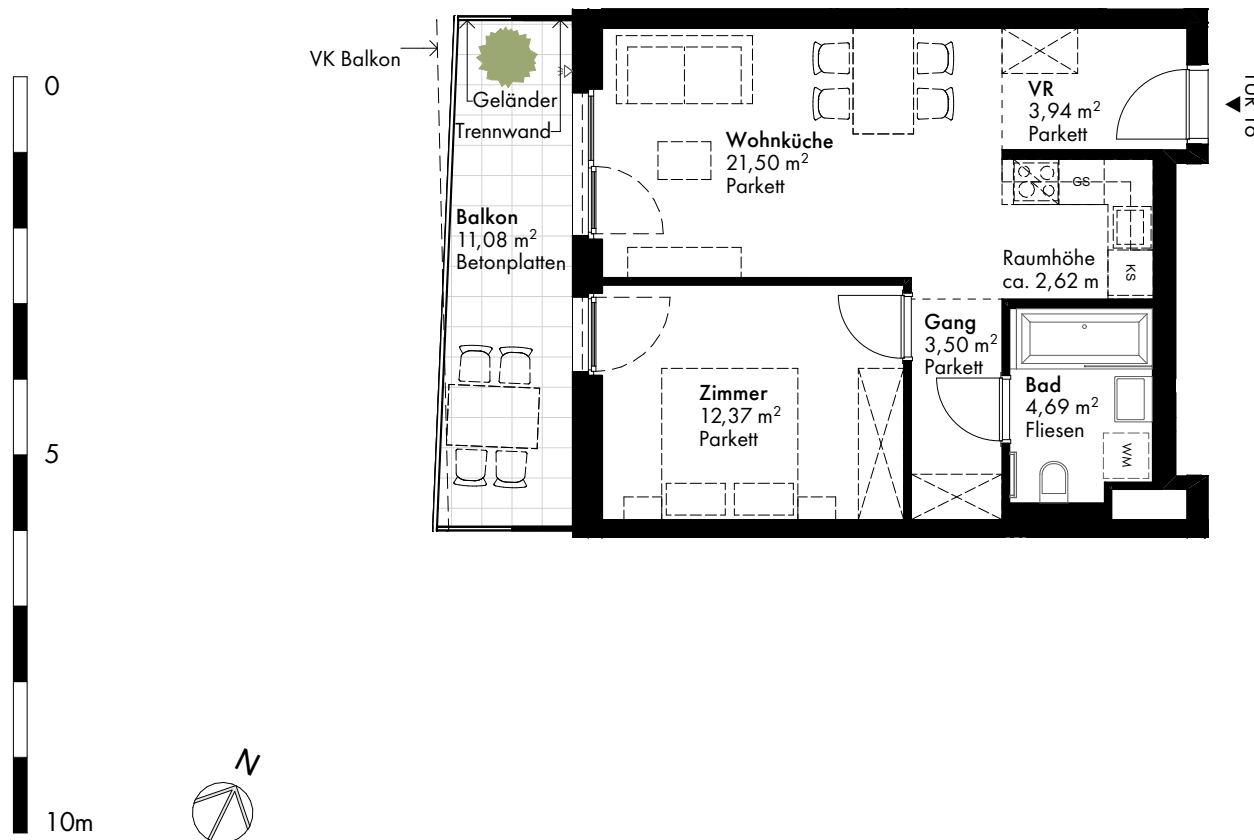 0
5
10m
N
VK Balkon
Geländer
Trennwand
Balkon
11,08 m²
Betonplatten
Wohnküche
21,50 m²
Parkett
VR
3,94 m²
Parkett
GS
KS
Raumhöhe
ca. 2,62 m
Gang
3,50 m²
Parkett
Zimmer
12,37 m²
Parkett
Bad
4,69 m²
Fliesen
WM